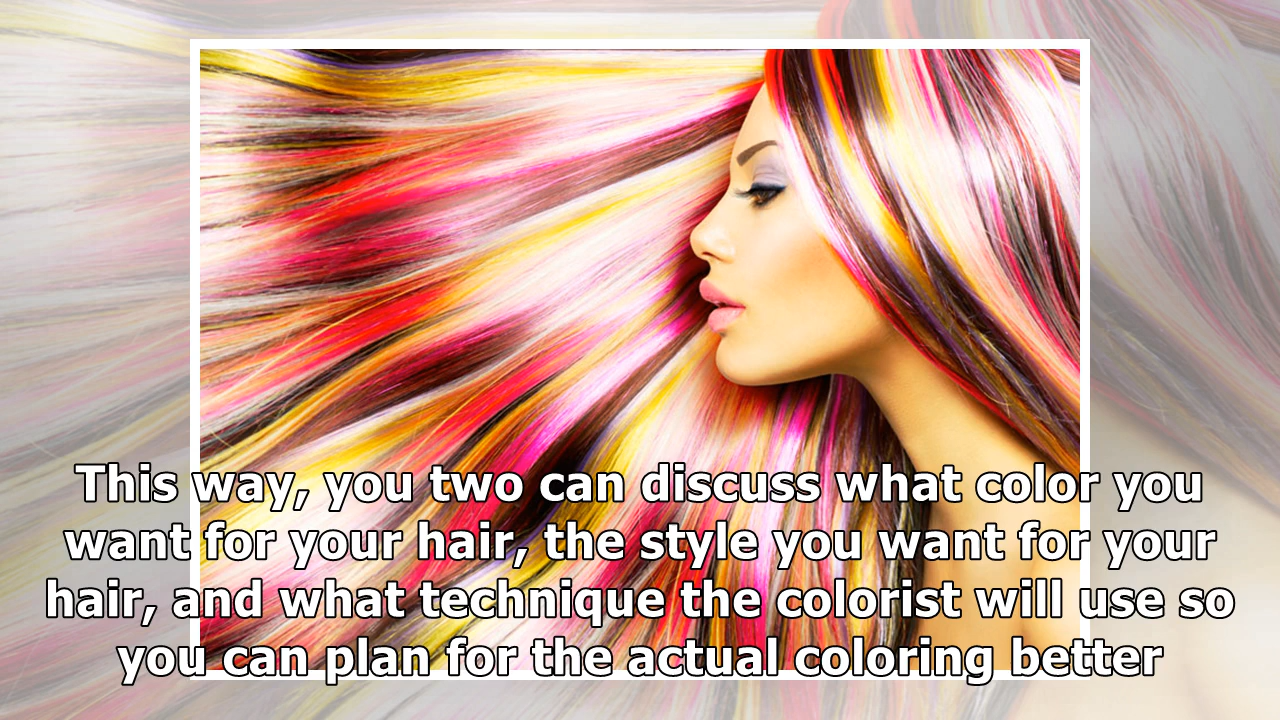 This way, you two can discuss what color you
want for your hair, the style you want for your
hair, and what technique the colorist will use so
you can plan for the actual coloring better